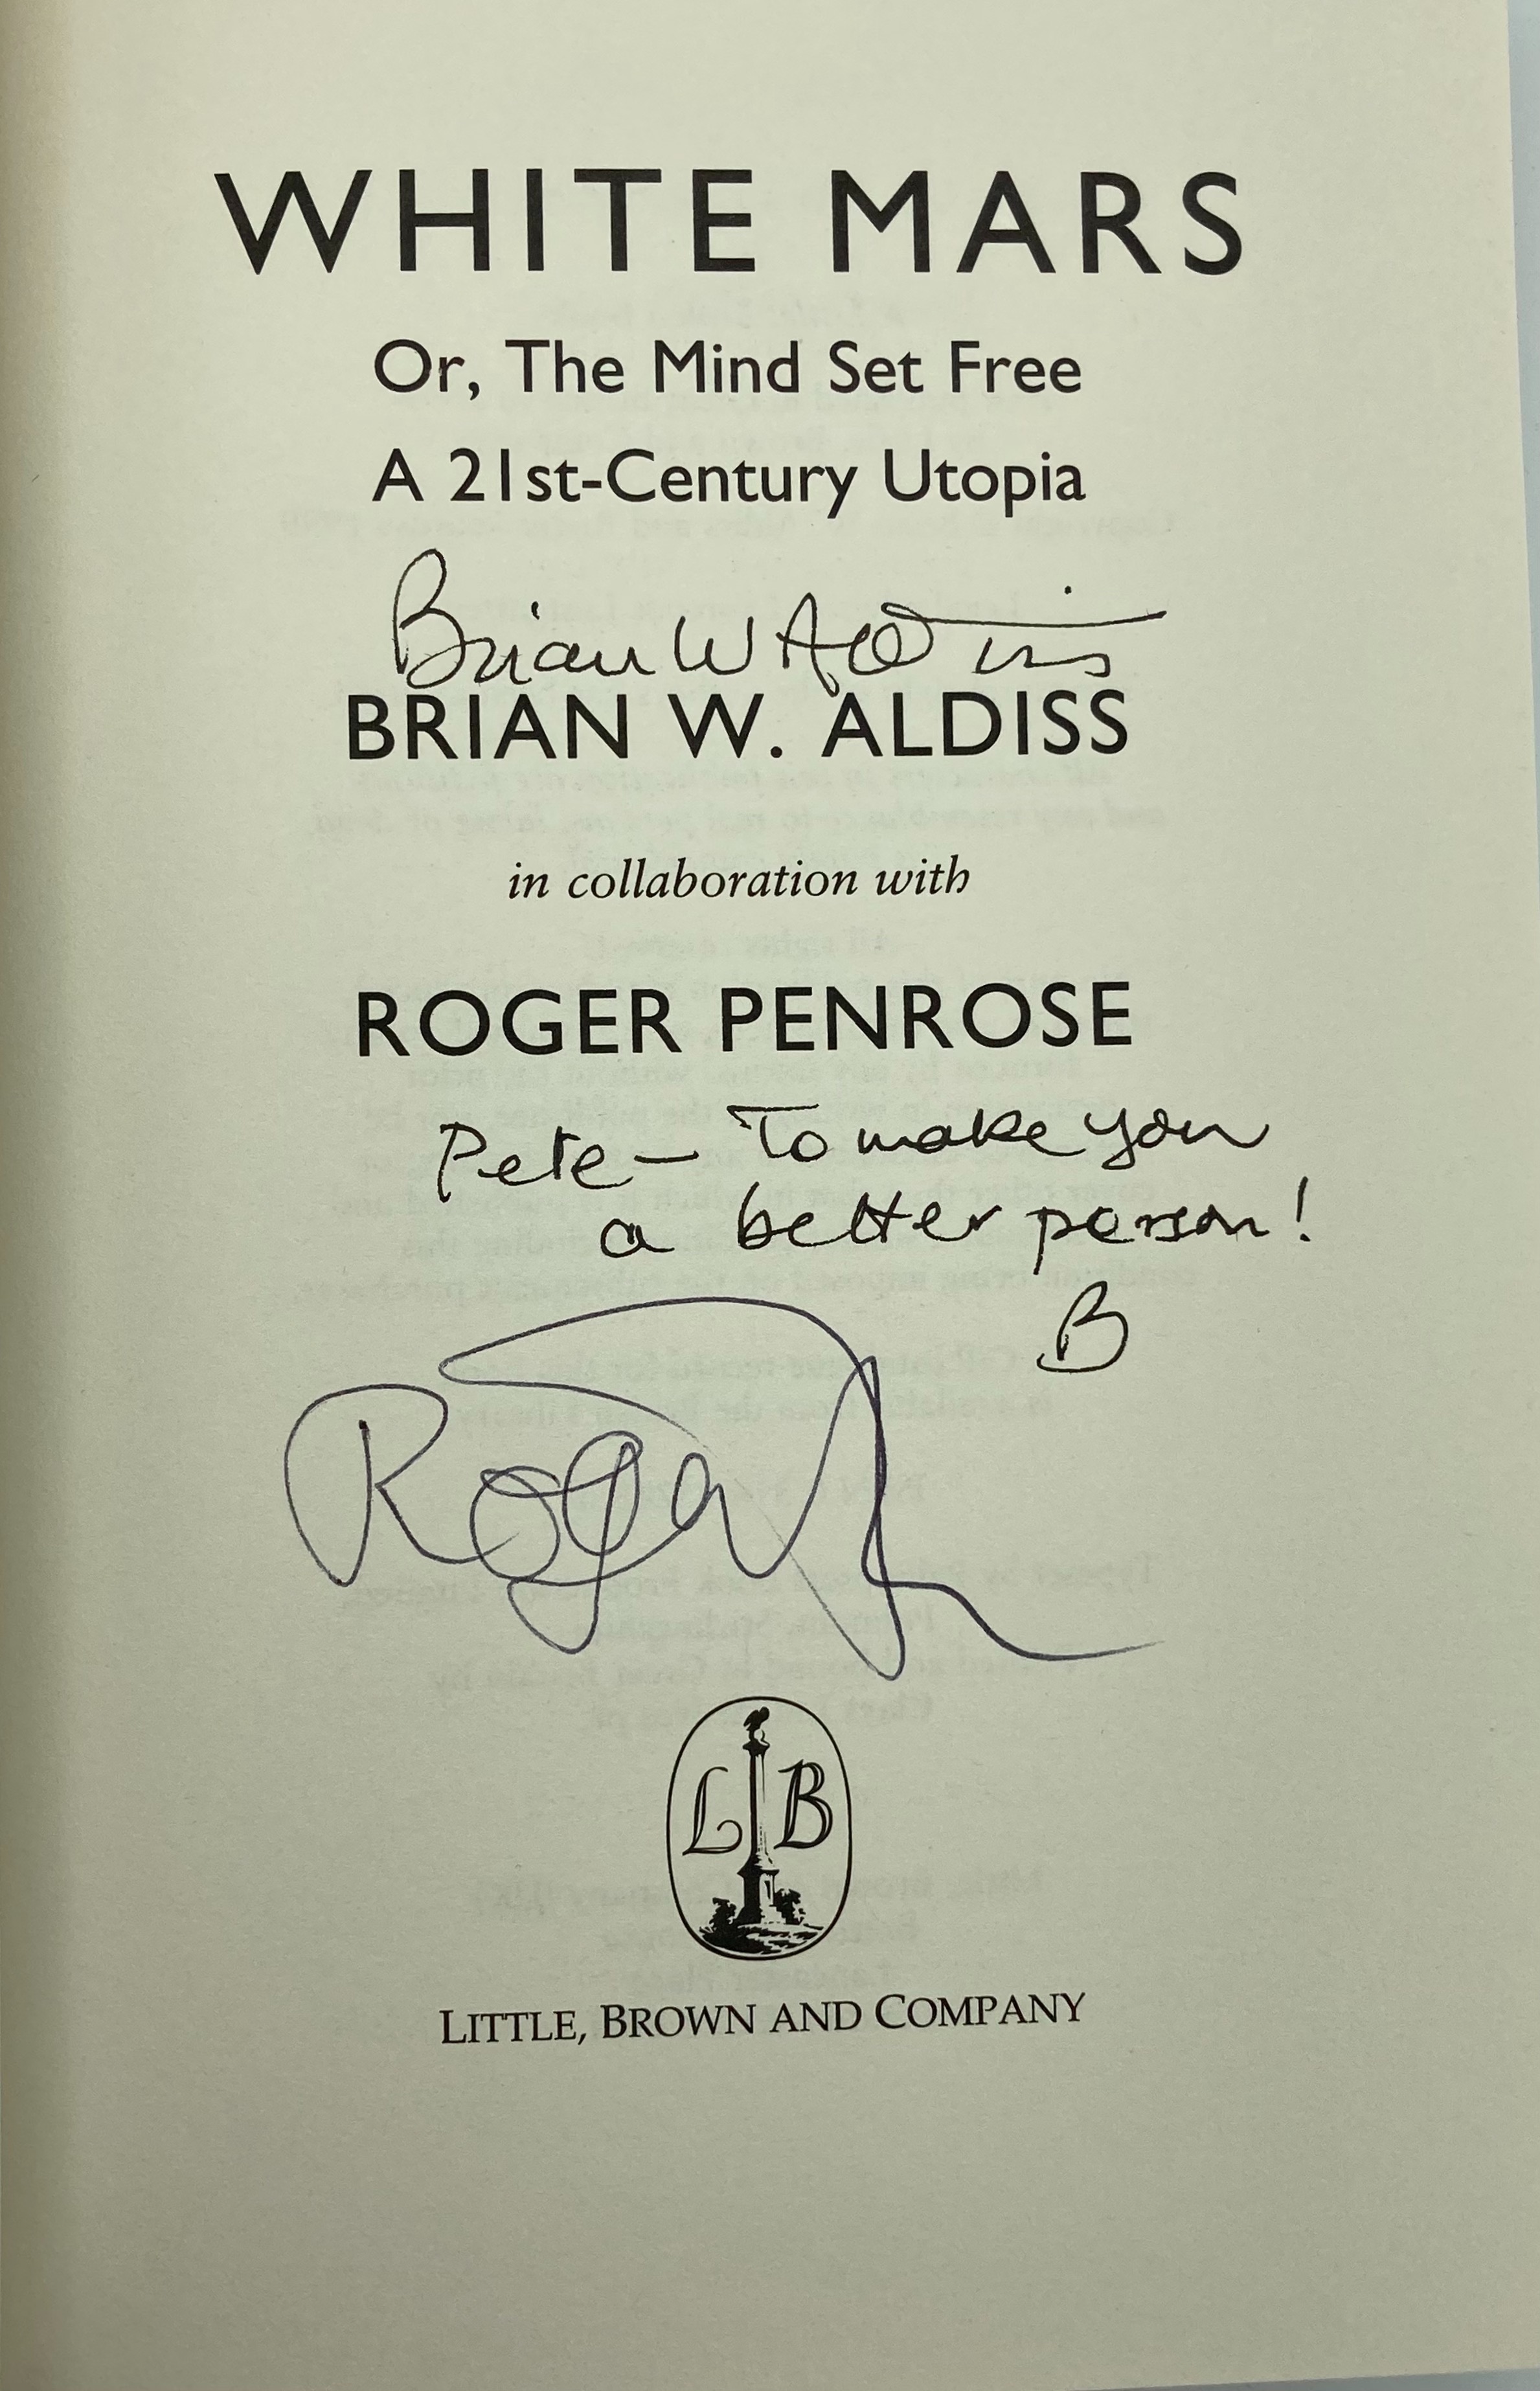 WHITE MARS
Or, The Mind Set Free
A 21st-Century Utopia
Brian W Aldiss
BRIAN W. ALDISS
in collaboration with
ROGER PENROSE
Pete — To make you
a better person!
B
Roger
L B
LITTLE, BROWN AND COMPANY